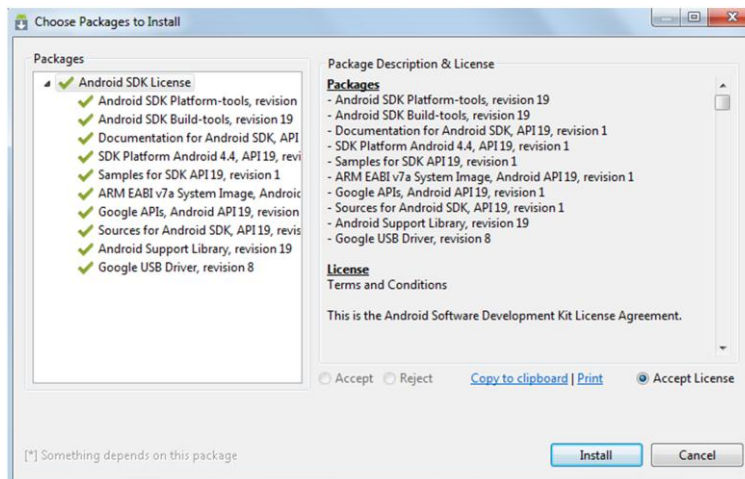 Choose Packages to Install
Packages
Android SDK License
Android SDK Platform-tools, revision
Android SDK Build-tools, revision 19
Documentation for Android SDK, API
SDK Platform Android 4.4, API 19, revi
Samples for SDK API 19, revision 1
ARM EABI v7a System Image, Androic
Google APIs, Android API 19, revision
Sources for Android SDK, API 19, revis
Android Support Library, revision 19
Google USB Driver, revision 8
Package Description & License
Packages
- Android SDK Platform-tools, revision 19
- Android SDK Build-tools, revision 19
- Documentation for Android SDK, API 19, revision 1
- SDK Platform Android 4.4, API 19, revision 1
- Samples for SDK API 19, revision 1
- ARM EABI v7a System Image, Android API 19, revision 1
- Google APIs, Android API 19, revision 1
- Sources for Android SDK, API 19, revision 1
- Android Support Library, revision 19
- Google USB Driver, revision 8
License
Terms and Conditions
This is the Android Software Development Kit License Agreement.
Accept Reject Copy to clipboard | Print Accept License
[*] Something depends on this package
Install Cancel